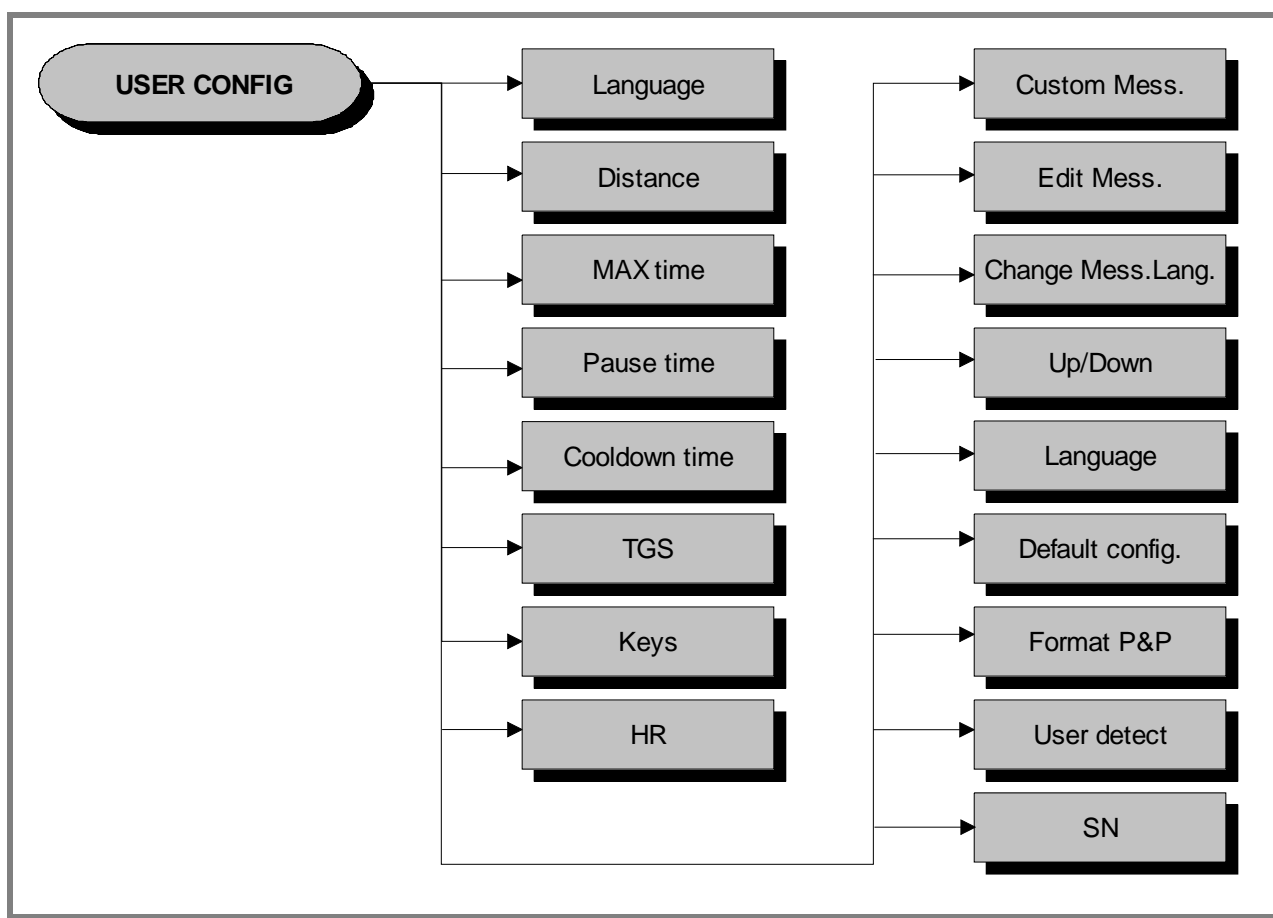 USER CONFIG
Language
Distance
MAX time
Pause time
Cooldown time
TGS
Keys
HR
Custom Mess.
Edit Mess.
Change Mess.Lang.
Up/Down
Language
Default config.
Format P&P
User detect
SN